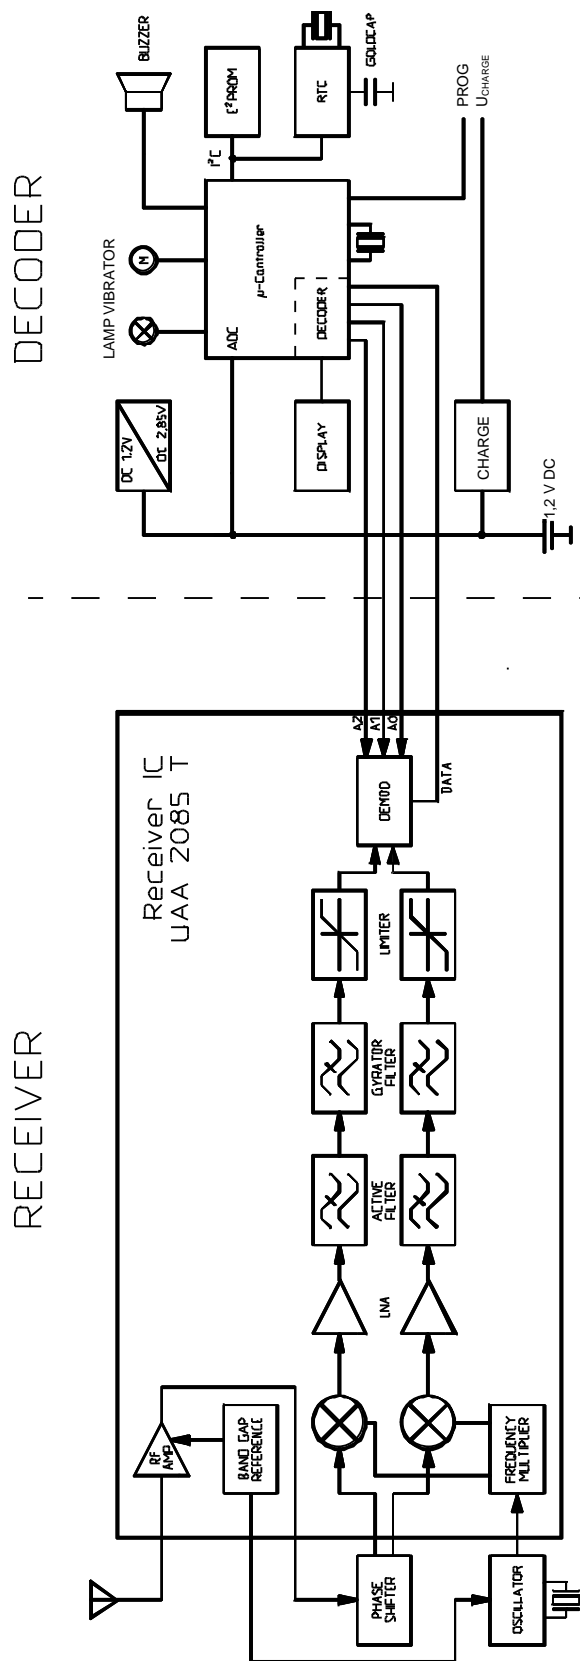 RECEIVER
DECODER
Receiver IC
UAA 2085 T
RF
AMP
BAND GAP
REFERENCE
PHASE
SHIFTER
OSCILLATOR
FREQUENCY
MULTIPLIER
LNA
ACTIVE
FILTER
GYRATOR
FILTER
LIMITER
DEMOD
A2
A1
A0
DATA
DC 1.2V
DC 2,85V
LAMP VIBRATOR
M
BUZZER
ADC
µ-Controller
DECODER
DISPLAY
I²C
E²PROM
RTC
GOLDCAP
PROG
UCHARGE
CHARGE
1,2 V DC